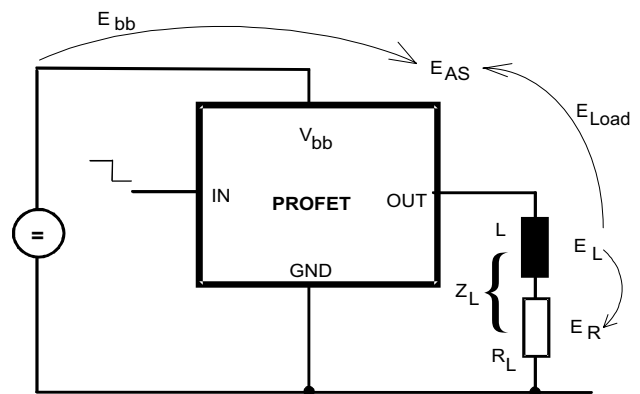 E bb
E AS
E Load
V bb
IN
PROFET
OUT
=
L
E L
GND
Z L
{
E R
R L